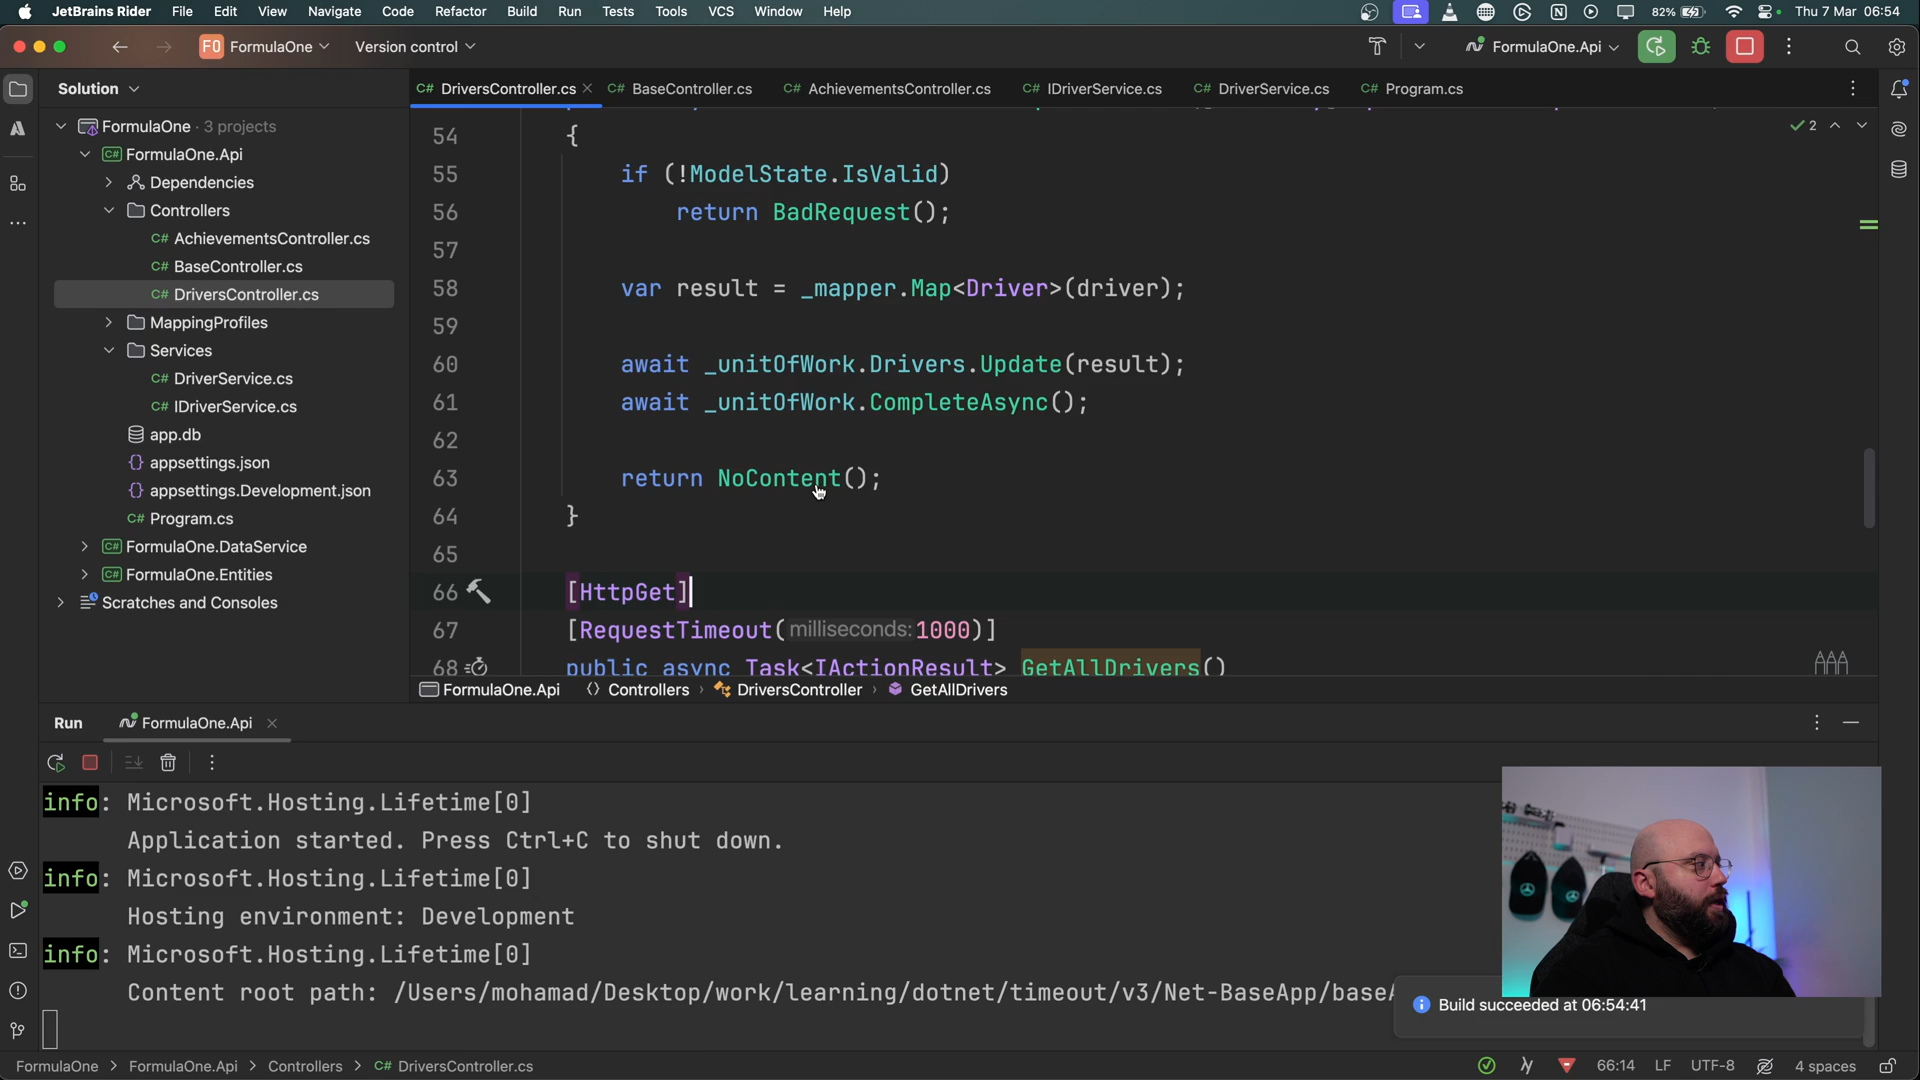 JetBrains Rider File Edit View Navigate Code Refactor Build Run Tests Tools VCS Window Help 82% Thu 7 Mar 06:54
FO FormulaOne Version control FormulaOne.Api
Solution
C# DriversController.cs C# BaseController.cs C# AchievementsController.cs C# IDriverService.cs C# DriverService.cs C# Program.cs
FormulaOne · 3 projects
C# FormulaOne.Api
Dependencies
Controllers
C# AchievementsController.cs
C# BaseController.cs
C# DriversController.cs
MappingProfiles
Services
C# DriverService.cs
C# IDriverService.cs
app.db
{} appsettings.json
{} appsettings.Development.json
C# Program.cs
C# FormulaOne.DataService
C# FormulaOne.Entities
Scratches and Consoles
2
54 {
55 if (!ModelState.IsValid)
56 return BadRequest();
57
58 var result = _mapper.Map<Driver>(driver);
59
60 await _unitOfWork.Drivers.Update(result);
61 await _unitOfWork.CompleteAsync();
62
63 return NoContent();
64 }
65
66 [HttpGet]
67 [RequestTimeout( milliseconds: 1000)]
68 public async Task<IActionResult> GetAllDrivers()
FormulaOne.Api Controllers DriversController GetAllDrivers
Run FormulaOne.Api
info: Microsoft.Hosting.Lifetime[0]
Application started. Press Ctrl+C to shut down.
info: Microsoft.Hosting.Lifetime[0]
Hosting environment: Development
info: Microsoft.Hosting.Lifetime[0]
Content root path: /Users/mohamad/Desktop/work/learning/dotnet/timeout/v3/Net-BaseApp/base
Build succeeded at 06:54:41
FormulaOne > FormulaOne.Api > Controllers > C# DriversController.cs 66:14 LF UTF-8 4 spaces